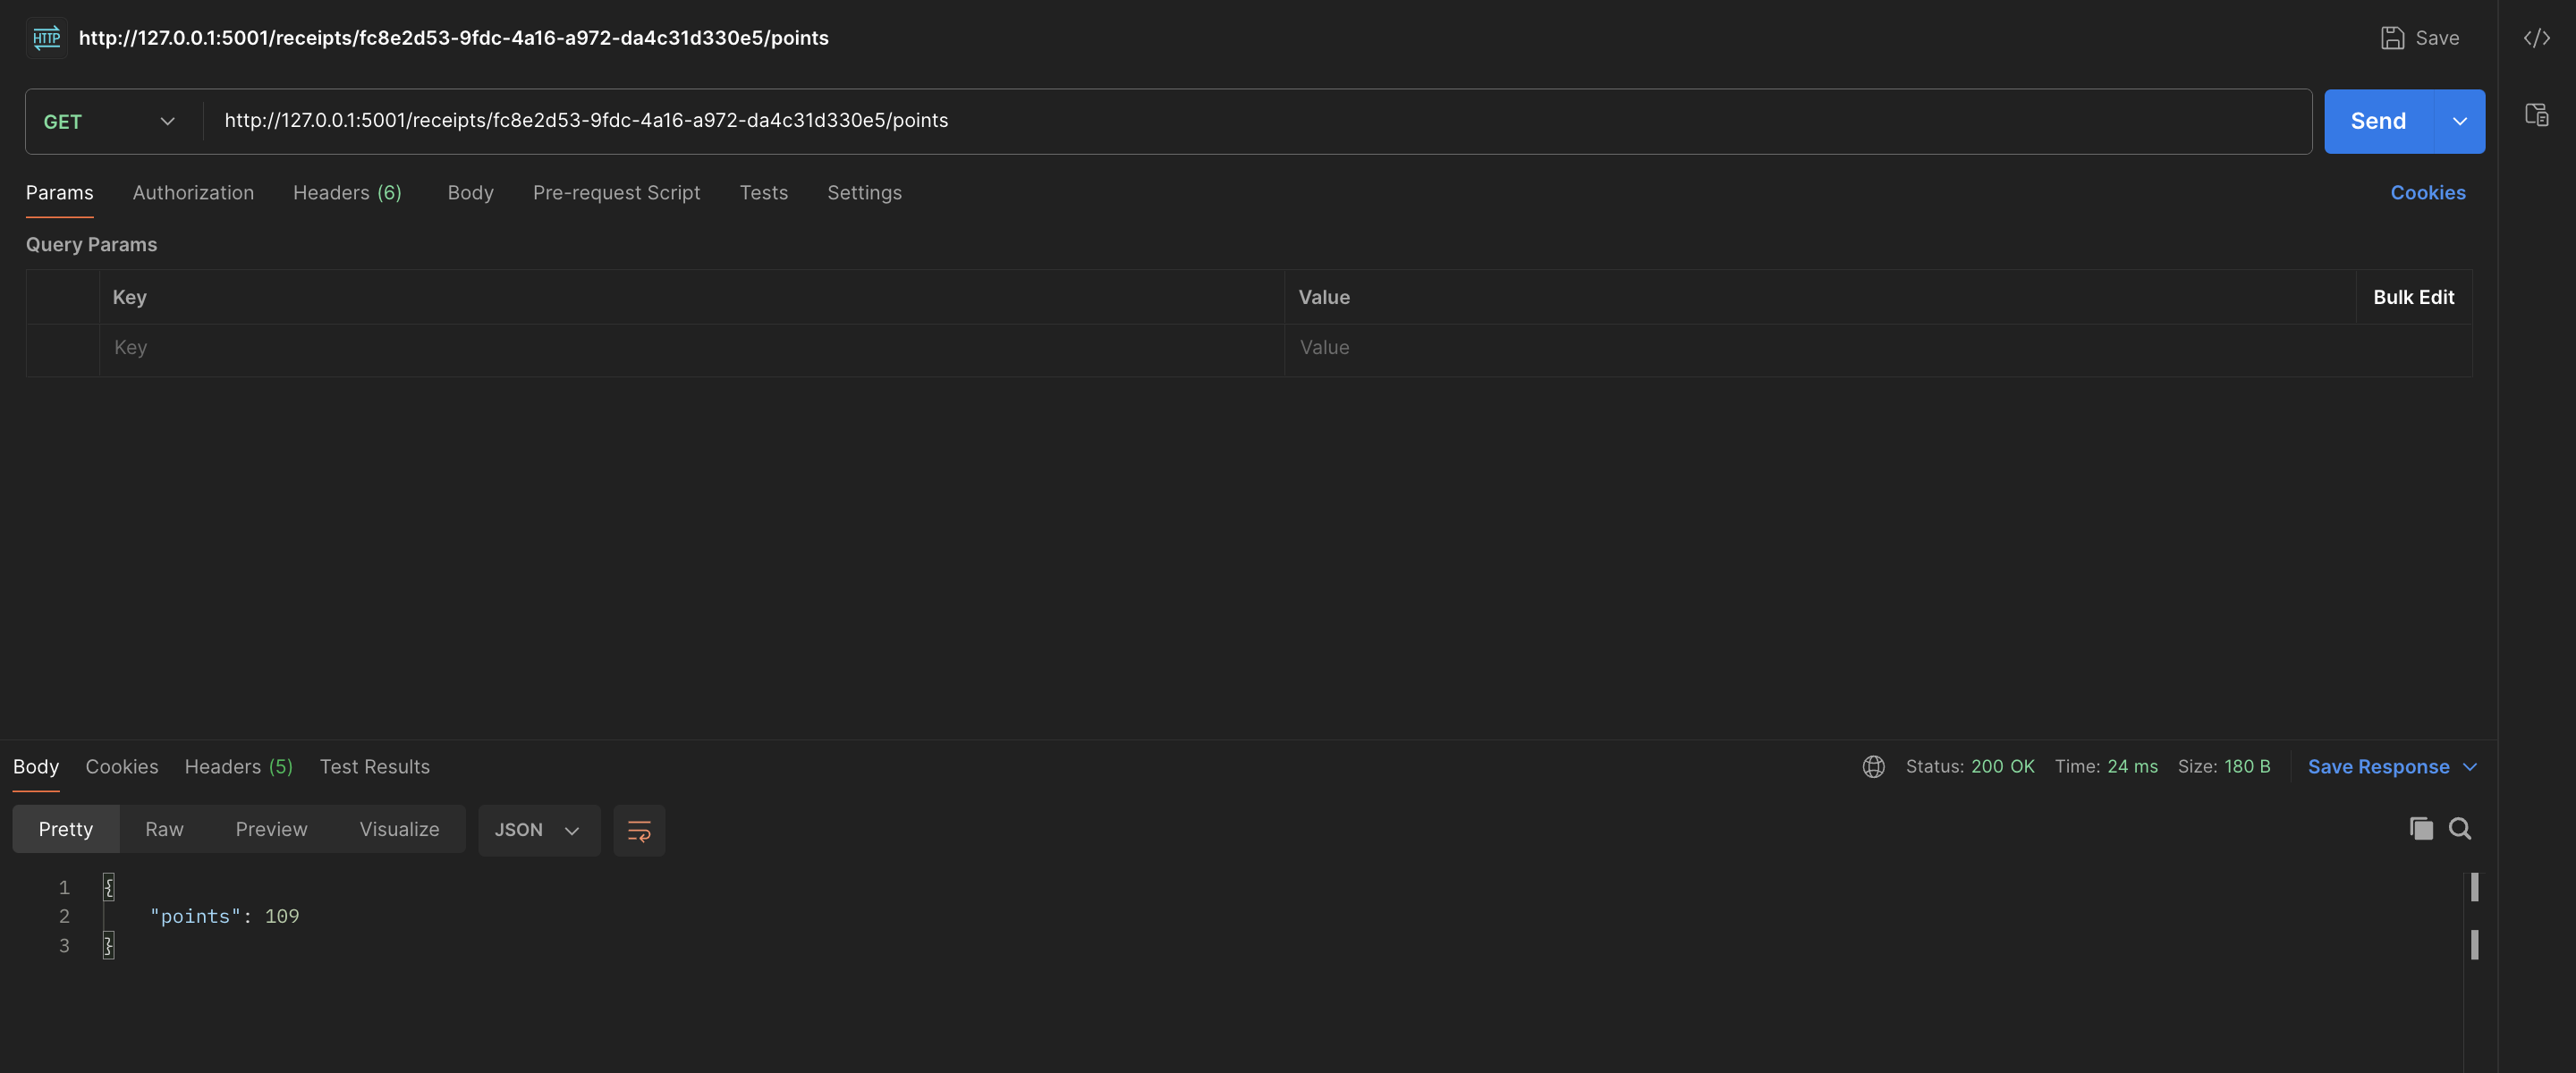 HTTP http://127.0.0.1:5001/receipts/fc8e2d53-9fdc-4a16-a972-da4c31d330e5/points Save
GET http://127.0.0.1:5001/receipts/fc8e2d53-9fdc-4a16-a972-da4c31d330e5/points Send
Params Authorization Headers (6) Body Pre-request Script Tests Settings Cookies
Query Params
Key Value Bulk Edit
Key Value
Body Cookies Headers (5) Test Results Status: 200 OK Time: 24 ms Size: 180 B Save Response
Pretty Raw Preview Visualize JSON
1 {
2 "points": 109
3 }